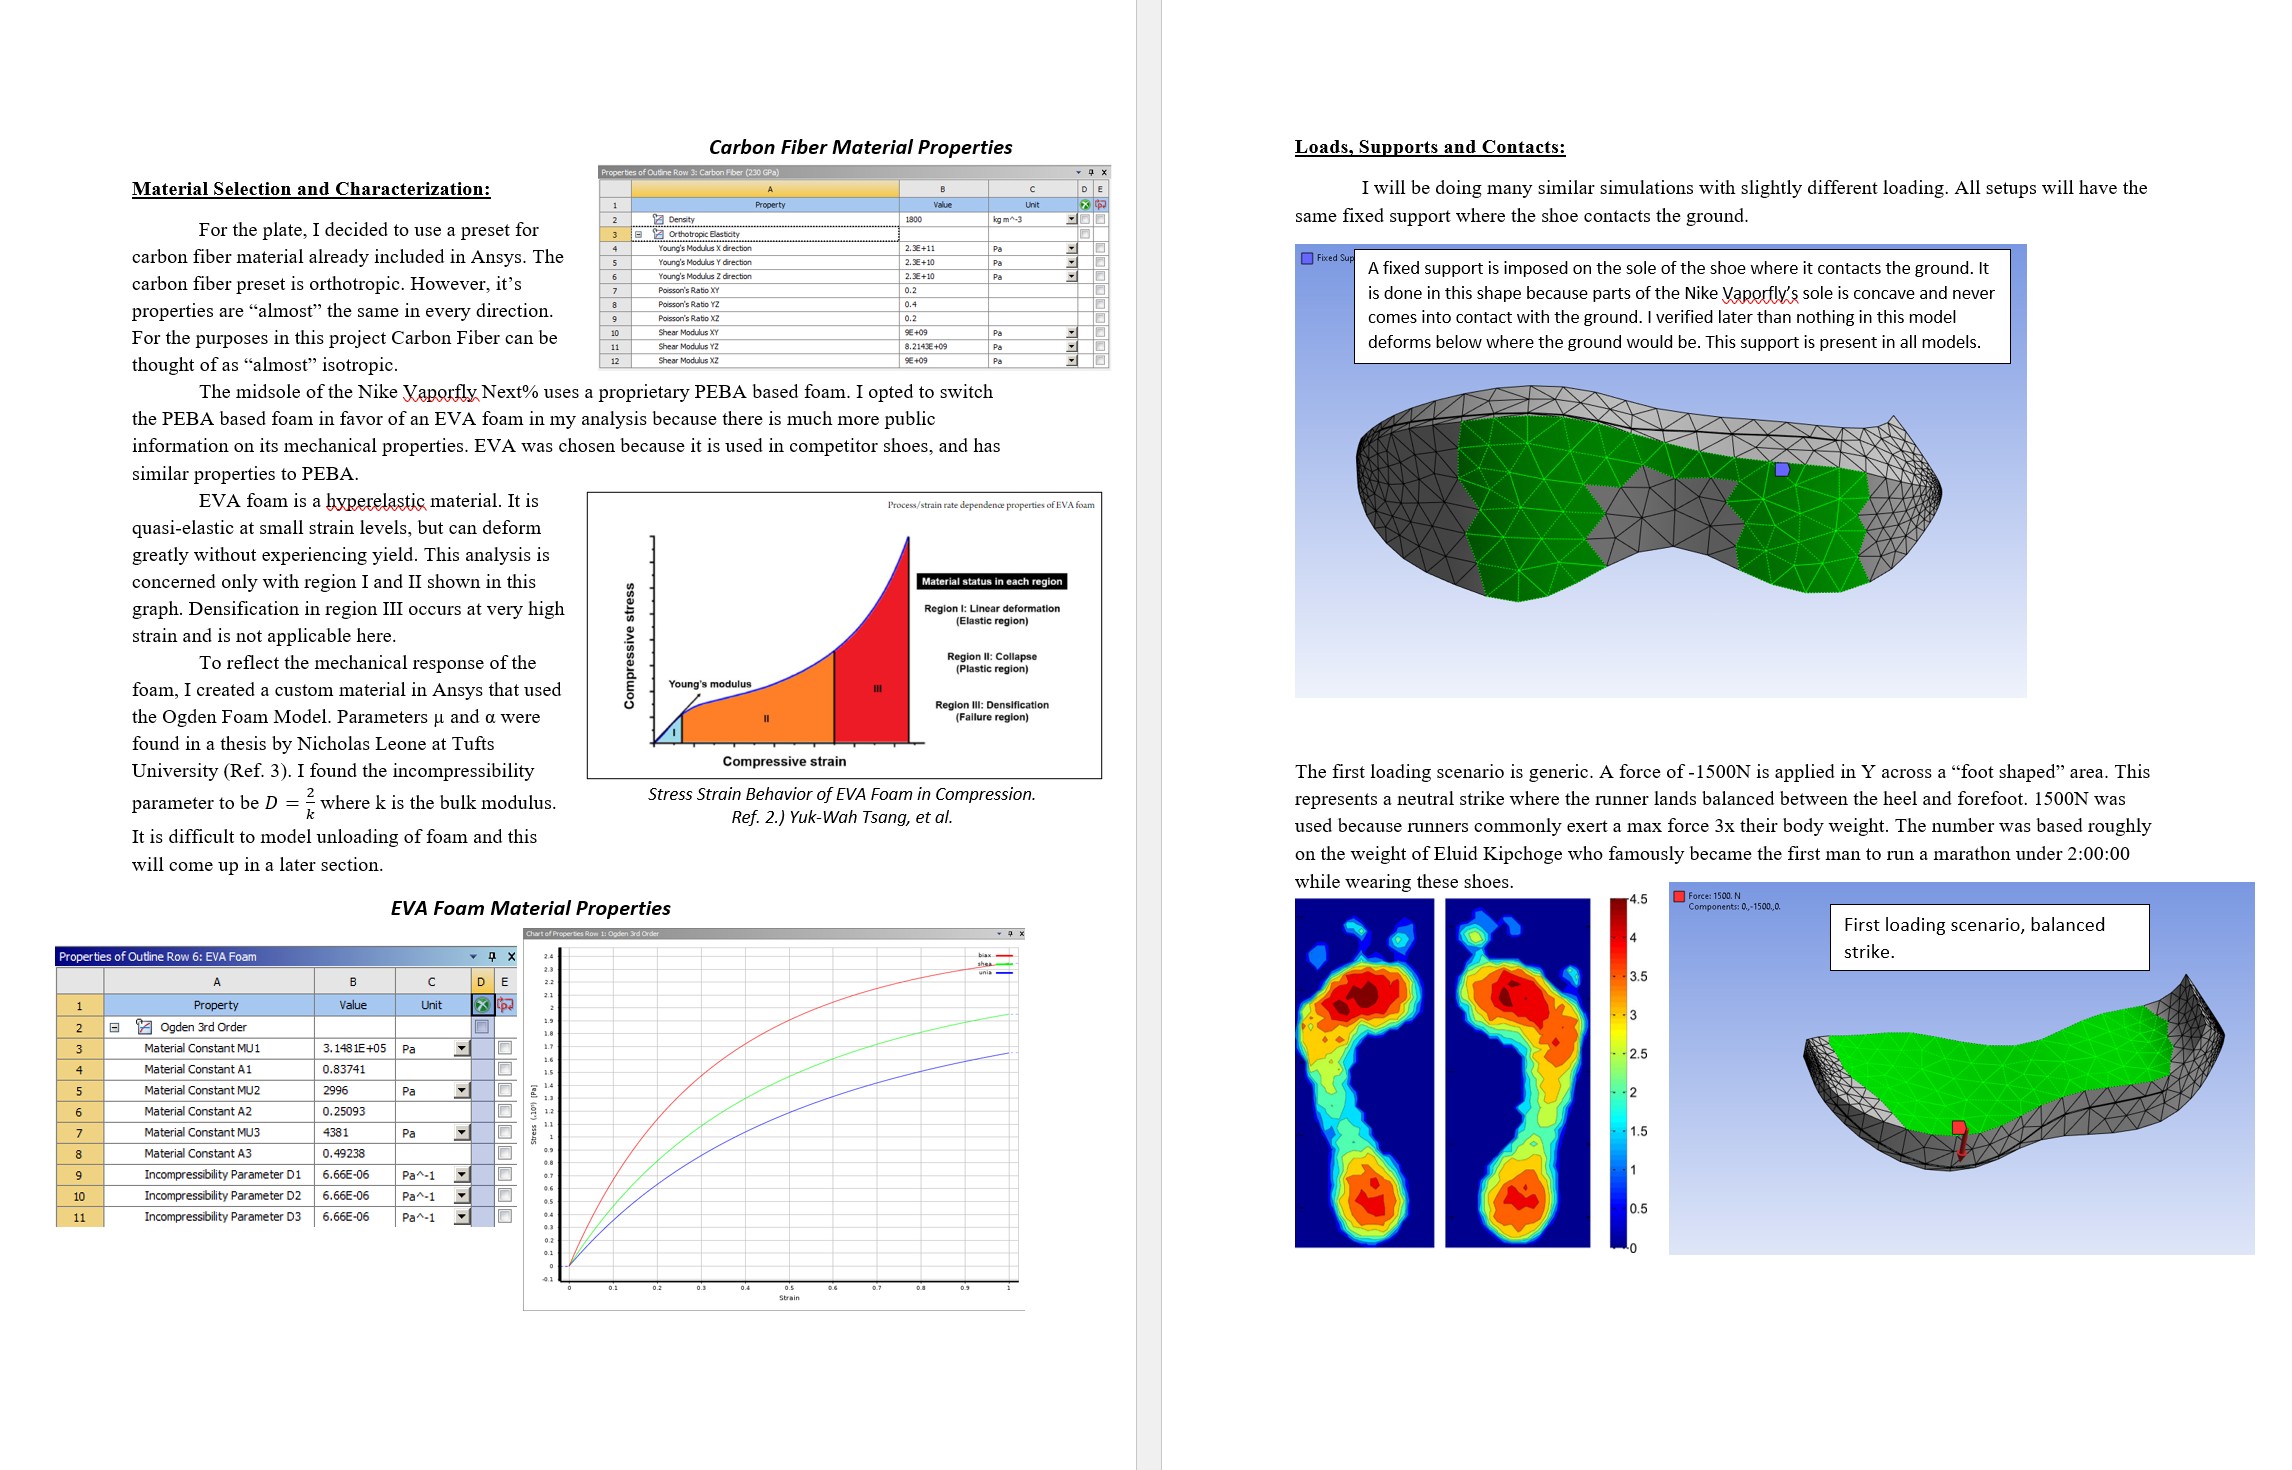 Carbon Fiber Material Properties
Material Selection and Characterization:
For the plate, I decided to use a preset for
carbon fiber material already included in Ansys. The
carbon fiber preset is orthotropic. However, it's
properties are “almost” the same in every direction.
For the purposes in this project Carbon Fiber can be
thought of as “almost” isotropic.
Properties of Outline Row 3: Carbon Fiber (230 GPa)
A B C D E
1 Property Value Unit
2 Density 1800 kg m^-3
3 Orthotropic Elasticity
4 Young's Modulus X direction 2.3E+11 Pa
5 Young's Modulus Y direction 2.3E+10 Pa
6 Young's Modulus Z direction 2.3E+10 Pa
7 Poisson's Ratio XY 0.2
8 Poisson's Ratio YZ 0.4
9 Poisson's Ratio XZ 0.2
10 Shear Modulus XY 9E+09 Pa
11 Shear Modulus YZ 8.2143E+09 Pa
12 Shear Modulus XZ 9E+09 Pa
The midsole of the Nike Vaporfly Next% uses a proprietary PEBA based foam. I opted to switch
the PEBA based foam in favor of an EVA foam in my analysis because there is much more public
information on its mechanical properties. EVA was chosen because it is used in competitor shoes, and has
similar properties to PEBA.
EVA foam is a hyperelastic material. It is
quasi-elastic at small strain levels, but can deform
greatly without experiencing yield. This analysis is
concerned only with region I and II shown in this
graph. Densification in region III occurs at very high
strain and is not applicable here.
To reflect the mechanical response of the
foam, I created a custom material in Ansys that used
the Ogden Foam Model. Parameters μ and α were
found in a thesis by Nicholas Leone at Tufts
University (Ref. 3). I found the incompressibility
parameter to be D = 2/k where k is the bulk modulus.
It is difficult to model unloading of foam and this
will come up in a later section.
Process/strain rate dependence properties of EVA foam
Compressive stress
Young's modulus
I
II
III
Compressive strain
Material status in each region
Region I: Linear deformation
(Elastic region)
Region II: Collapse
(Plastic region)
Region III: Densification
(Failure region)
Stress Strain Behavior of EVA Foam in Compression.
Ref. 2.) Yuk-Wah Tsang, et al.
EVA Foam Material Properties
Properties of Outline Row 6: EVA Foam
A B C D E
1 Property Value Unit
2 Ogden 3rd Order
3 Material Constant MU1 3.1481E+05 Pa
4 Material Constant A1 0.83741
5 Material Constant MU2 2996 Pa
6 Material Constant A2 0.25093
7 Material Constant MU3 4381 Pa
8 Material Constant A3 0.49238
9 Incompressibility Parameter D1 6.66E-06 Pa^-1
10 Incompressibility Parameter D2 6.66E-06 Pa^-1
11 Incompressibility Parameter D3 6.66E-06 Pa^-1
Chart of Properties Row 1: Ogden 3rd Order
biax
shea
unia
2.4
2.3
2.2
2.1
2
1.9
1.8
1.7
1.6
1.5
1.4
1.3
1.2
1.1
1
0.9
0.8
0.7
0.6
0.5
0.4
0.3
0.2
0.1
0
-0.1
0 0.1 0.2 0.3 0.4 0.5 0.6 0.7 0.8 0.9 1
Strain
Loads, Supports and Contacts:
I will be doing many similar simulations with slightly different loading. All setups will have the
same fixed support where the shoe contacts the ground.
Fixed Sup
A fixed support is imposed on the sole of the shoe where it contacts the ground. It
is done in this shape because parts of the Nike Vaporfly's sole is concave and never
comes into contact with the ground. I verified later than nothing in this model
deforms below where the ground would be. This support is present in all models.
The first loading scenario is generic. A force of -1500N is applied in Y across a “foot shaped” area. This
represents a neutral strike where the runner lands balanced between the heel and forefoot. 1500N was
used because runners commonly exert a max force 3x their body weight. The number was based roughly
on the weight of Eluid Kipchoge who famously became the first man to run a marathon under 2:00:00
while wearing these shoes.
4.5
4
3.5
3
2.5
2
1.5
1
0.5
0
Force: 1500. N
Components: 0.,-1500.,0.
First loading scenario, balanced
strike.